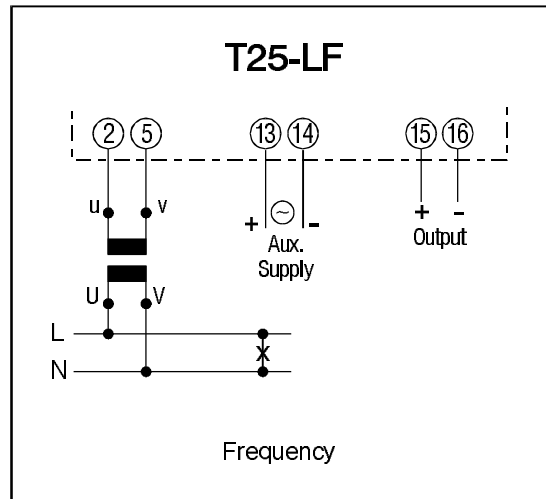 T25-LF
2 5 13 14 15 16
u v
+ ~ - + -
Aux. Output
Supply
U V
L
X
N
Frequency